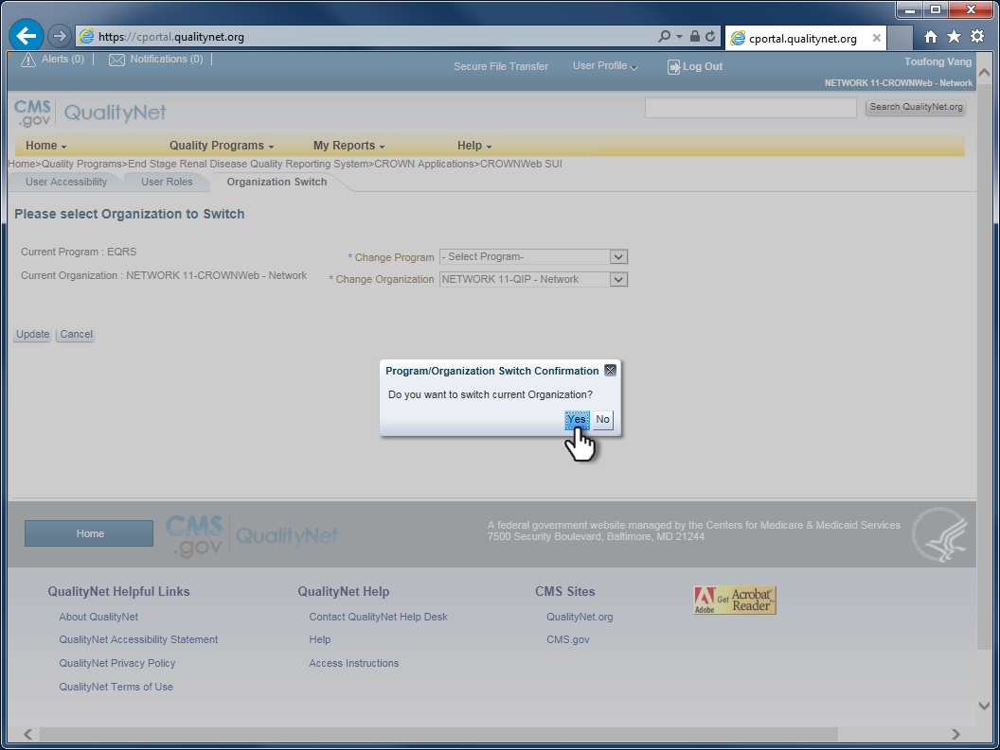 https://cportal.qualitynet.org
cportal.qualitynet.org
Alerts (0)
Notifications (0)
Secure File Transfer
User Profile
Log Out
Toufong Vang
NETWORK 11-CROWNWeb - Network
CMS
.gov
QualityNet
Search QualityNet.org
Home
Quality Programs
My Reports
Help
Home>Quality Programs>End Stage Renal Disease Quality Reporting System>CROWN Applications>CROWNWeb SUI
User Accessibility
User Roles
Organization Switch
Please select Organization to Switch
Current Program : EQRS
* Change Program
- Select Program-
Current Organization : NETWORK 11-CROWNWeb - Network
* Change Organization
NETWORK 11-QIP - Network
Update
Cancel
Program/Organization Switch Confirmation
Do you want to switch current Organization?
Yes
No
Home
CMS
.gov
QualityNet
A federal government website managed by the Centers for Medicare & Medicaid Services
7500 Security Boulevard, Baltimore, MD 21244
QualityNet Helpful Links
About QualityNet
QualityNet Accessibility Statement
QualityNet Privacy Policy
QualityNet Terms of Use
QualityNet Help
Contact QualityNet Help Desk
Help
Access Instructions
CMS Sites
QualityNet.org
CMS.gov
Adobe
Get Acrobat
Reader